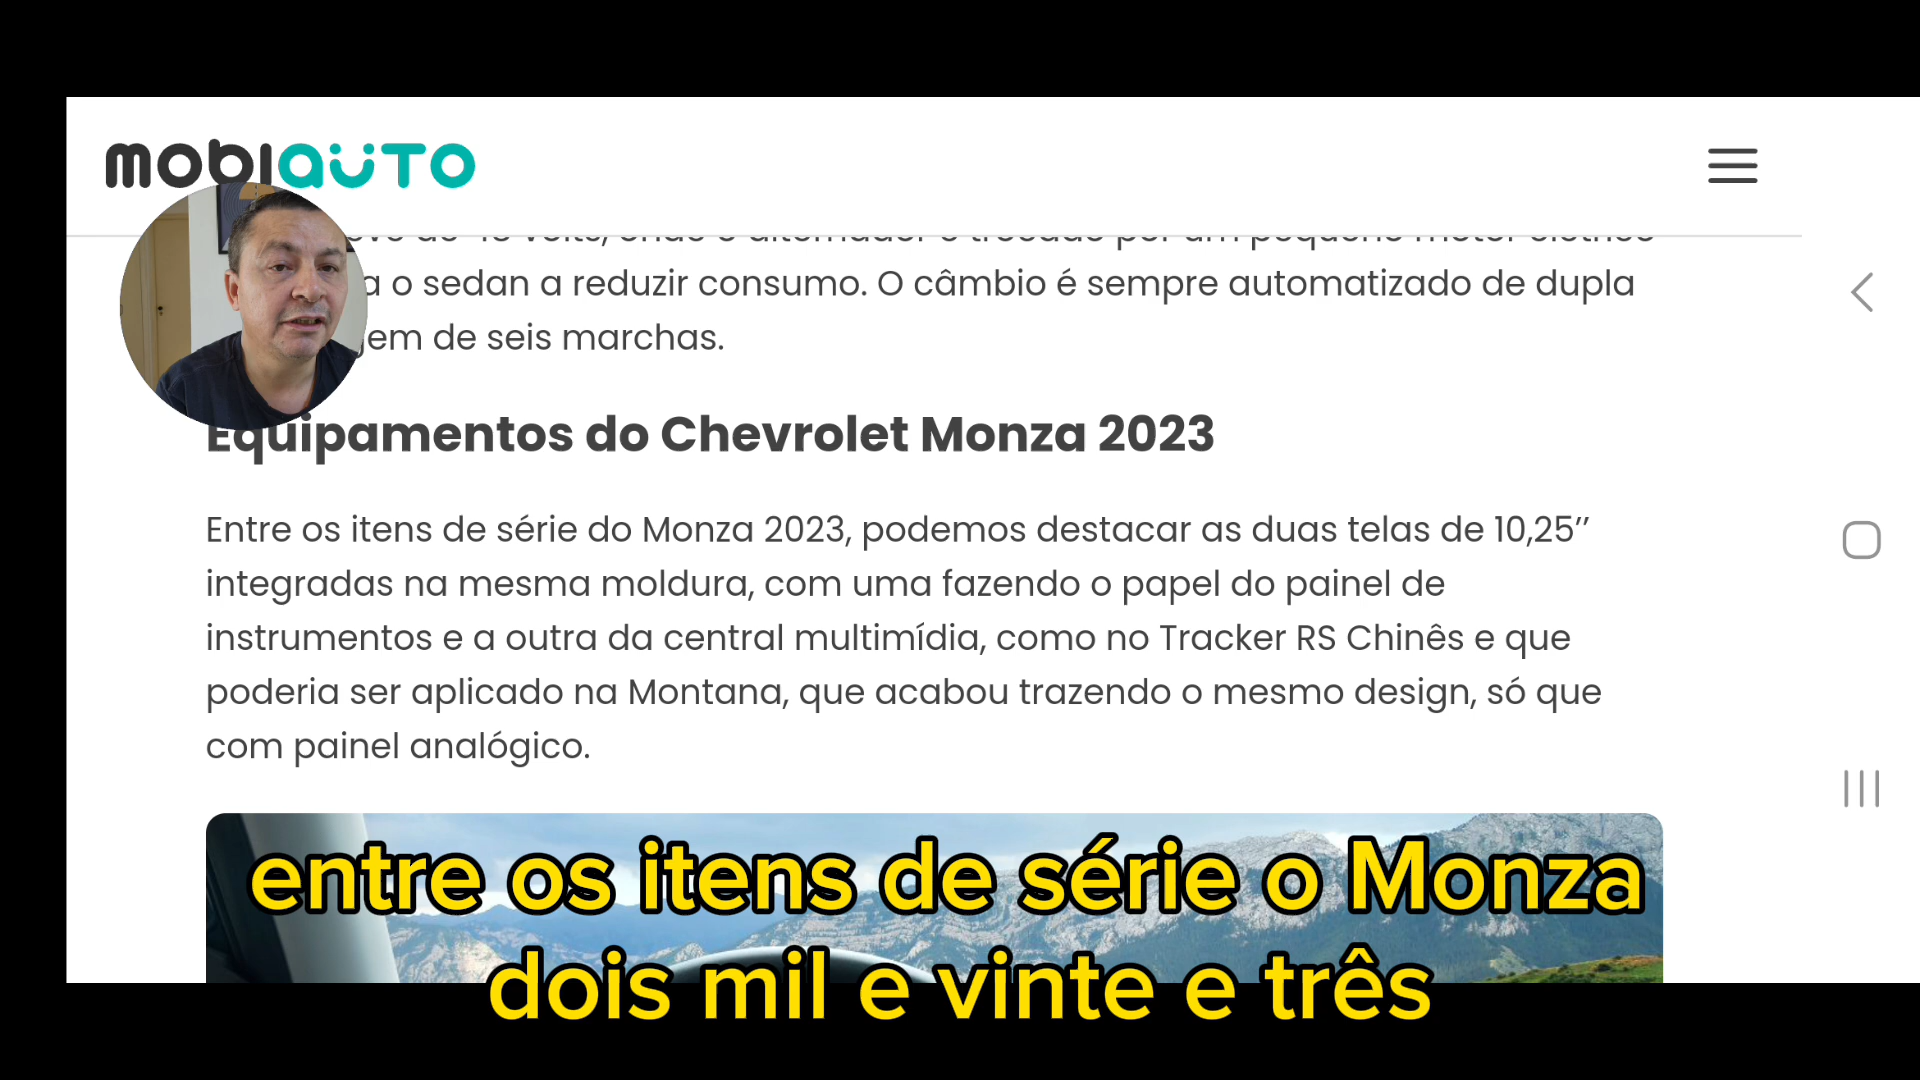 mobiauto
a o sedan a reduzir consumo. O câmbio é sempre automatizado de dupla
em de seis marchas.
Equipamentos do Chevrolet Monza 2023
Entre os itens de série do Monza 2023, podemos destacar as duas telas de 10,25’’
integradas na mesma moldura, com uma fazendo o papel do painel de
instrumentos e a outra da central multimídia, como no Tracker RS Chinês e que
poderia ser aplicado na Montana, que acabou trazendo o mesmo design, só que
com painel analógico.
entre os itens de série o Monza
dois mil e vinte e três